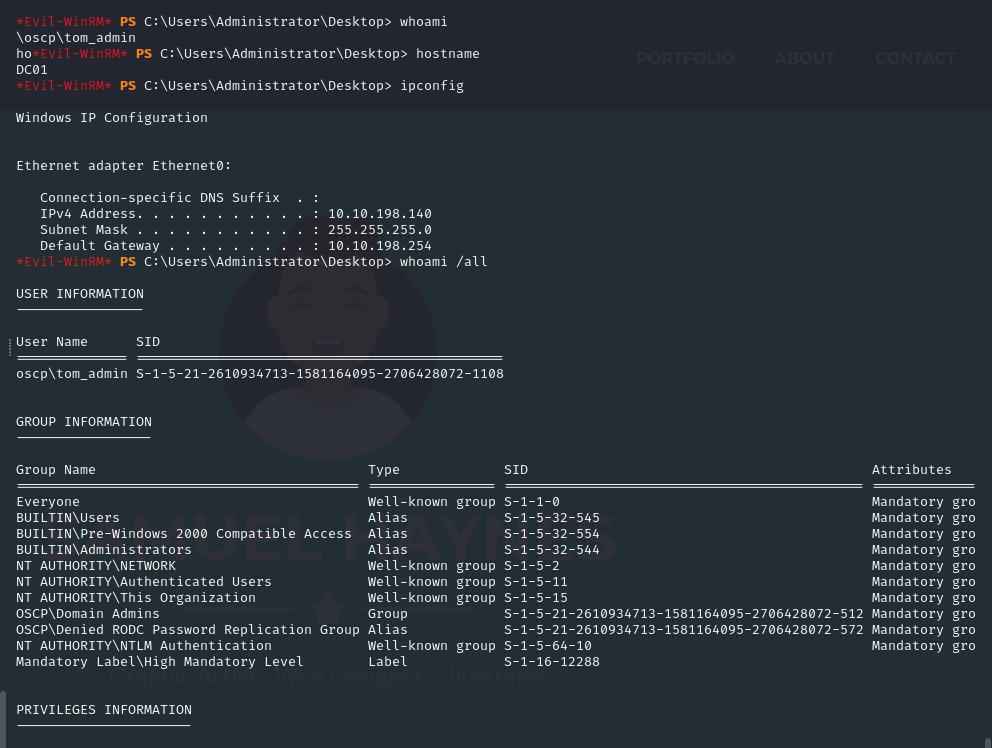 *Evil-WinRM* PS C:\Users\Administrator\Desktop> whoami
\oscp\tom_admin
ho*Evil-WinRM* PS C:\Users\Administrator\Desktop> hostname
PORTFOLIO ABOUT CONTACT
DC01
*Evil-WinRM* PS C:\Users\Administrator\Desktop> ipconfig
Windows IP Configuration
Ethernet adapter Ethernet0:
Connection-specific DNS Suffix  . :
IPv4 Address. . . . . . . . . . . : 10.10.198.140
Subnet Mask . . . . . . . . . . . : 255.255.255.0
Default Gateway . . . . . . . . . : 10.10.198.254
*Evil-WinRM* PS C:\Users\Administrator\Desktop> whoami /all
USER INFORMATION
----------------
User Name      SID
============== ==============================================
oscp\tom_admin S-1-5-21-2610934713-1581164095-2706428072-1108
GROUP INFORMATION
-----------------
Group Name                                 Type             SID                                           Attributes
=========================================== ================ ============================================= =============
Everyone                                   Well-known group S-1-1-0                                       Mandatory gro
BUILTIN\Users                              Alias            S-1-5-32-545                                  Mandatory gro
BUILTIN\Pre-Windows 2000 Compatible Access Alias            S-1-5-32-554                                  Mandatory gro
BUILTIN\Administrators                     Alias            S-1-5-32-544                                  Mandatory gro
NT AUTHORITY\NETWORK                       Well-known group S-1-5-2                                       Mandatory gro
NT AUTHORITY\Authenticated Users           Well-known group S-1-5-11                                      Mandatory gro
NT AUTHORITY\This Organization             Well-known group S-1-5-15                                      Mandatory gro
OSCP\Domain Admins                         Group            S-1-5-21-2610934713-1581164095-2706428072-512 Mandatory gro
OSCP\Denied RODC Password Replication Group Alias           S-1-5-21-2610934713-1581164095-2706428072-572 Mandatory gro
NT AUTHORITY\NTLM Authentication           Well-known group S-1-5-64-10                                   Mandatory gro
Mandatory Label\High Mandatory Level       Label            S-1-16-12288
Graphic Artist - Web Designer - Illustrator
PRIVILEGES INFORMATION
----------------------